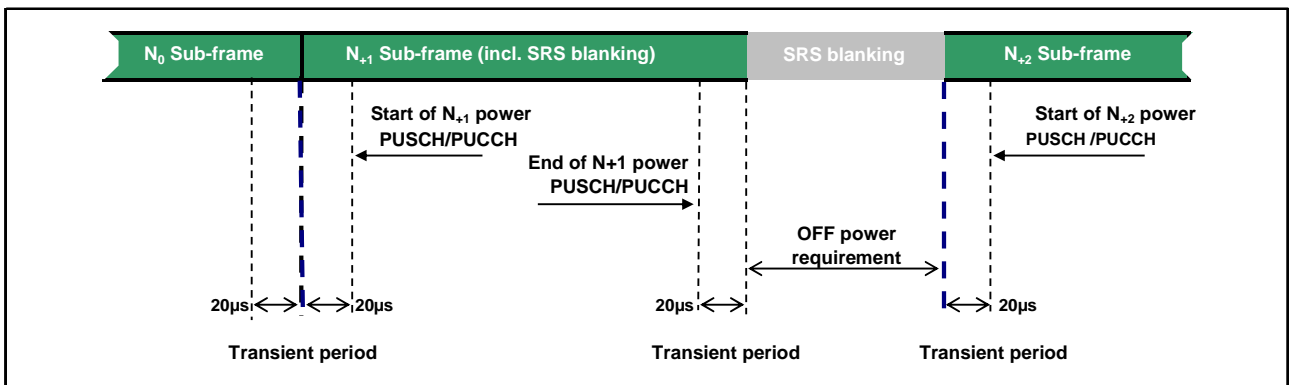 N₀ Sub-frame
N₊₁ Sub-frame (incl. SRS blanking)
SRS blanking
N₊₂ Sub-frame
Start of N₊₁ power
PUSCH/PUCCH
End of N+1 power
PUSCH/PUCCH
Start of N₊₂ power
PUSCH /PUCCH
OFF power
requirement
20µs
20µs
20µs
20µs
Transient period
Transient period
Transient period